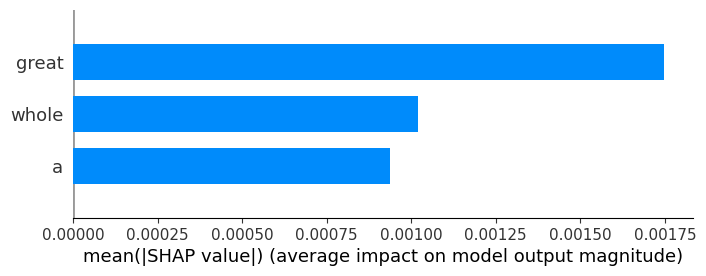 great
whole
a
0.00000 0.00025 0.00050 0.00075 0.00100 0.00125 0.00150 0.00175
mean(|SHAP value|) (average impact on model output magnitude)